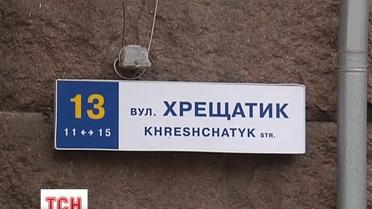 13
11 ↔ 15
ВУЛ. ХРЕЩАТИК
KHRESHCHATYK STR.
ТСН